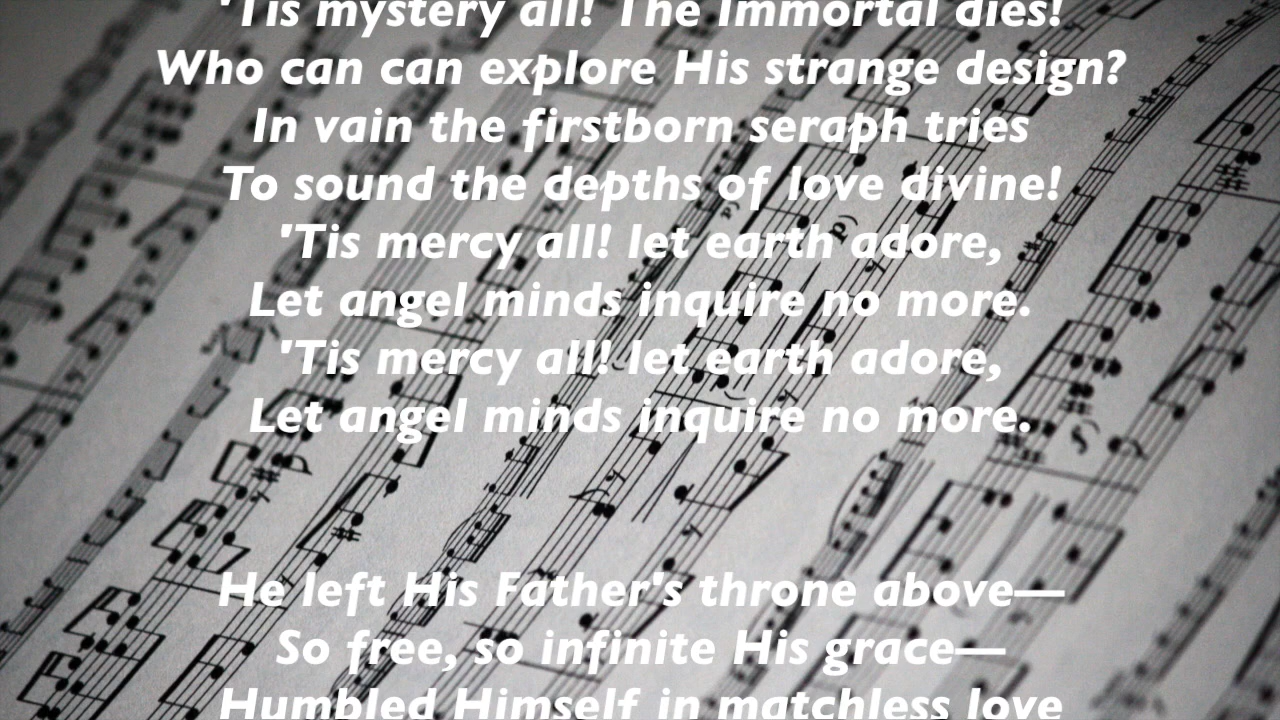 'Tis mystery all! The Immortal dies!
Who can can explore His strange design?
In vain the firstborn seraph tries
To sound the depths of love divine!
'Tis mercy all! let earth adore,
Let angel minds inquire no more.
'Tis mercy all! let earth adore,
Let angel minds inquire no more.
He left His Father's throne above—
So free, so infinite His grace—
Humbled Himself in matchless love